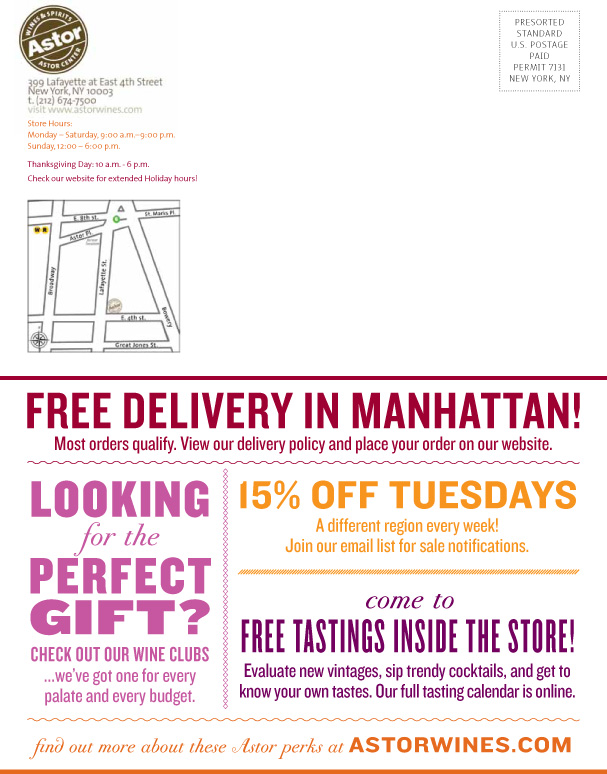 WINES & SPIRITS
Astor
ASTOR CENTER
399 Lafayette at East 4th Street
New York, NY 10003
t. (212) 674-7500
visit www.astorwines.com
Store Hours:
Monday – Saturday, 9:00 a.m.–9:00 p.m.
Sunday, 12:00 – 6:00 p.m.
Thanksgiving Day: 10 a.m. - 6 p.m.
Check our website for extended Holiday hours!
PRESORTED
STANDARD
U.S. POSTAGE
PAID
PERMIT 7131
NEW YORK, NY
E. 8th st.
St. Marks Pl.
W R
Astor Pl.
Broadway
Lafayette St.
Astor
Bowery
E. 4th st.
Great Jones St.
FREE DELIVERY IN MANHATTAN!
Most orders qualify. View our delivery policy and place your order on our website.
LOOKING
for the
PERFECT
GIFT?
CHECK OUT OUR WINE CLUBS
...we've got one for every
palate and every budget.
15% OFF TUESDAYS
A different region every week!
Join our email list for sale notifications.
come to
FREE TASTINGS INSIDE THE STORE!
Evaluate new vintages, sip trendy cocktails, and get to
know your own tastes. Our full tasting calendar is online.
find out more about these Astor perks at ASTORWINES.COM